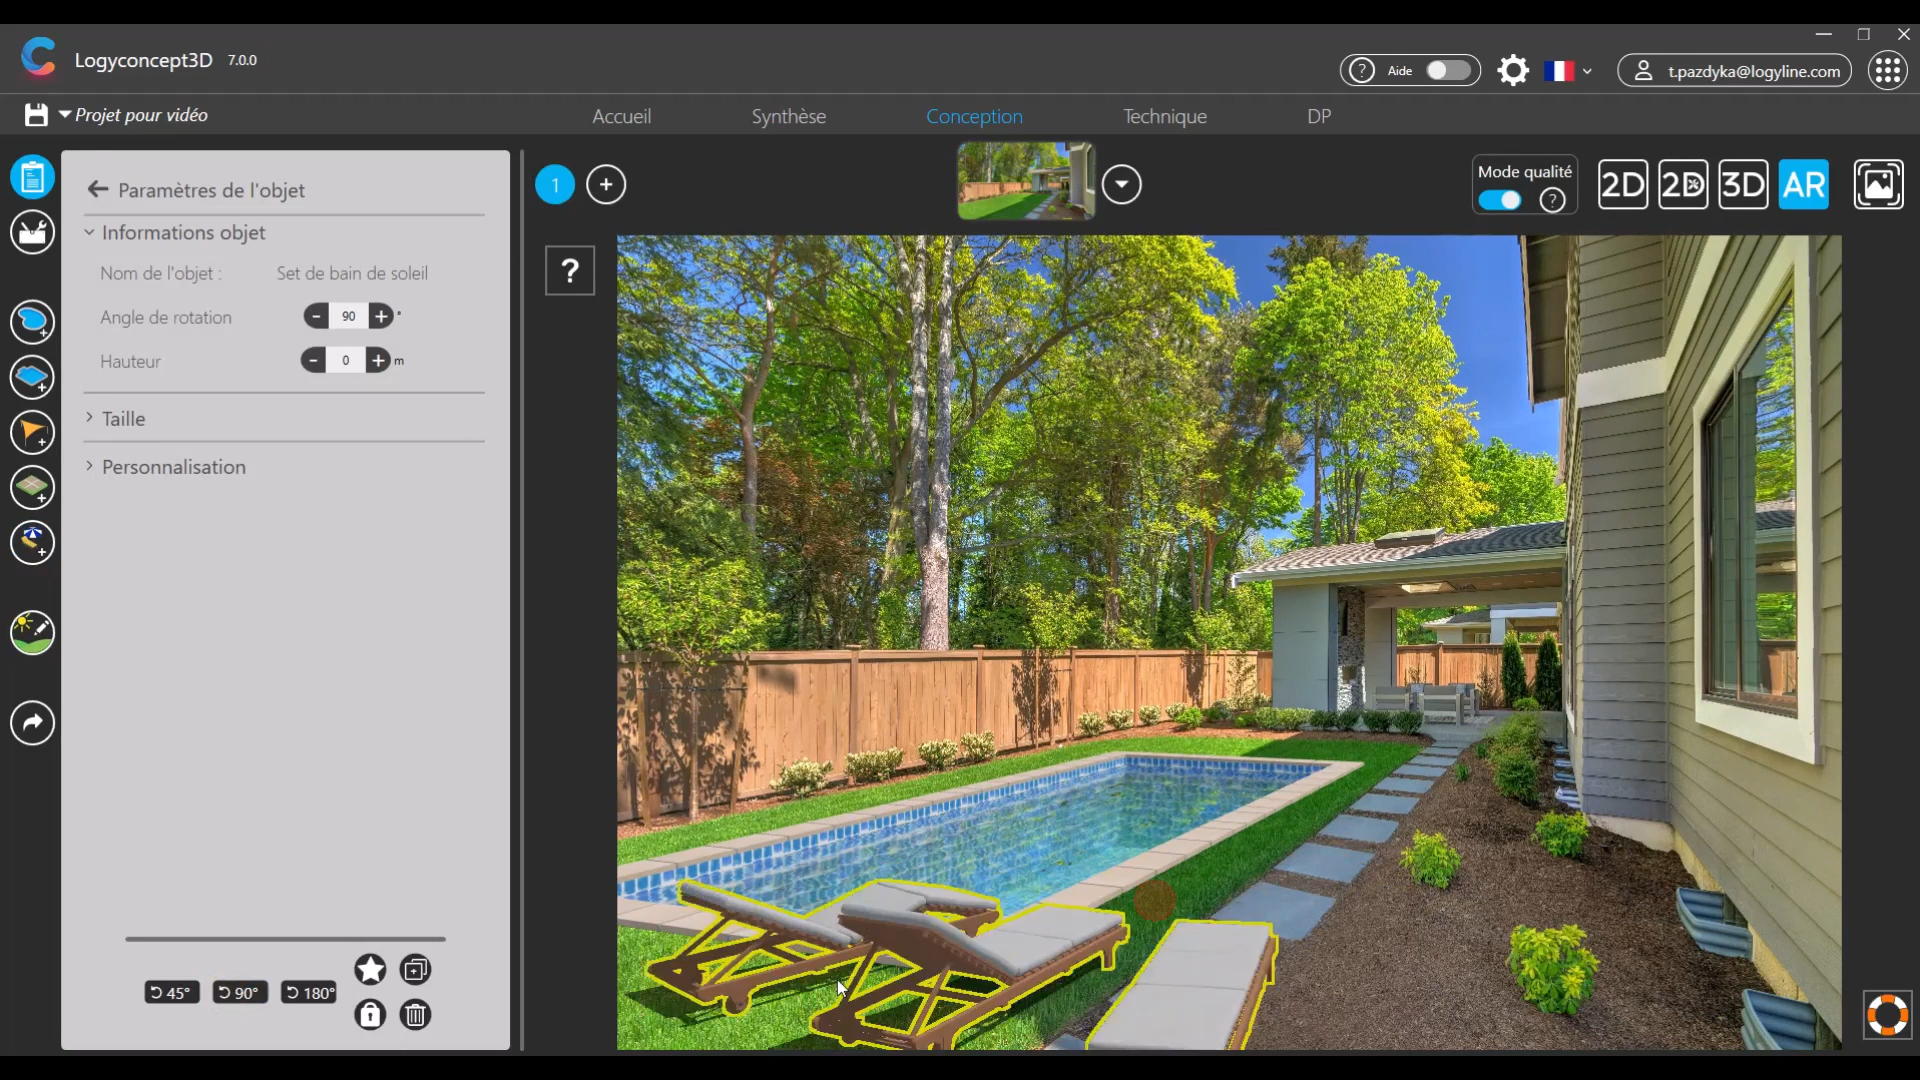 Logyconcept3D 7.0.0
? Aide
t.pazdyka@logyline.com
Projet pour vidéo
Accueil Synthèse Conception Technique DP
Paramètres de l'objet
Informations objet
Nom de l'objet : Set de bain de soleil
Angle de rotation - 90 + °
Hauteur - 0 + m
Taille
Personnalisation
45° 90° 180°
1 +
Mode qualité
?
2D 2D 3D AR
?